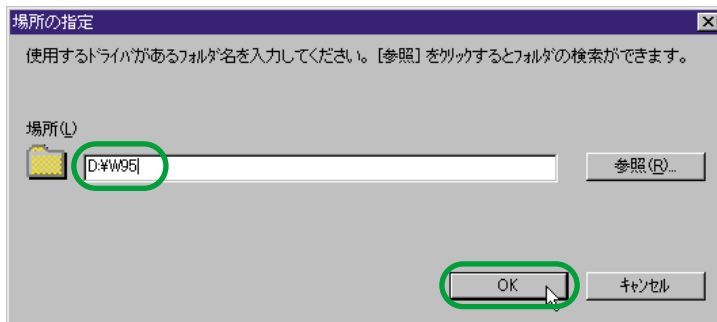 場所の指定
使用するﾄﾞﾗｲﾊﾞがあるﾌｫﾙﾀﾞ名を入力してください。[参照] をｸﾘｯｸするとﾌｫﾙﾀﾞの検索ができます。
場所(L)
D:¥W95
参照(R)...
OK
ｷｬﾝｾﾙ